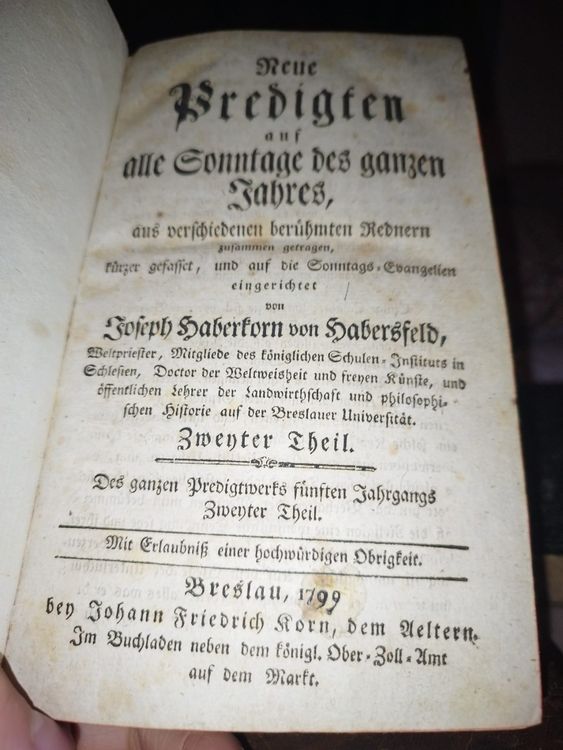 Neue
Predigten
auf
alle Sonntage des ganzen
Jahres,
aus verschiedenen berühmten Rednern
zusammen getragen,
kürzer gefasset, und auf die Sonntags-Evangelien
eingerichtet
von
Joseph Haberkorn von Habersfeld,
Weltpriester, Mitgliede des königlichen Schulen-Instituts in
Schlesien, Doctor der Weltweisheit und freyen Künste, und
öffentlichen Lehrer der Landwirthschaft und philosophi-
schen Historie auf der Breslauer Universität.
Zweyter Theil.
Des ganzen Predigtwerks fünften Jahrgangs
Zweyter Theil.
Mit Erlaubniß einer hochwürdigen Obrigkeit.
Breslau, 1799
bey Johann Friedrich Korn, dem Aeltern.
Im Buchladen neben dem königl. Ober-Zoll-Amt
auf dem Markt.